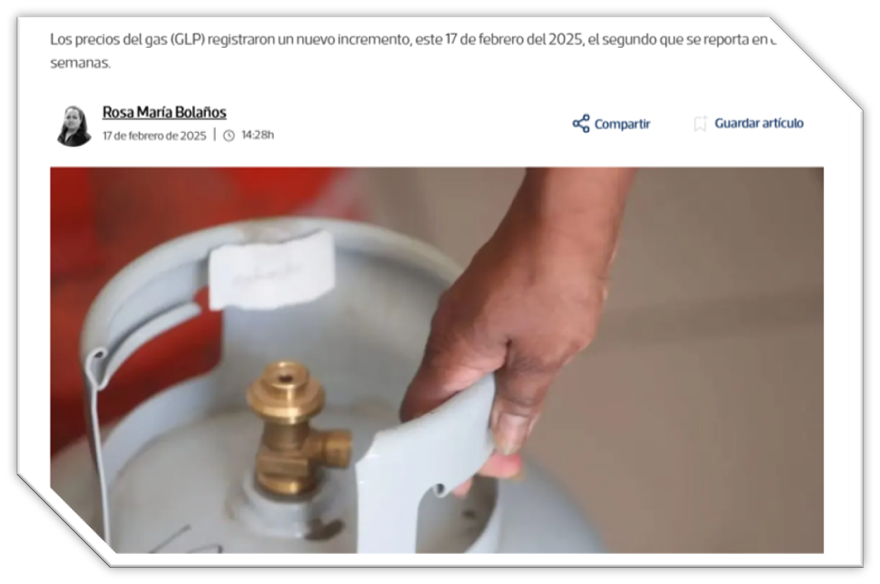 Los precios del gas (GLP) registraron un nuevo incremento, este 17 de febrero del 2025, el segundo que se reporta en
semanas.
Rosa María Bolaños
17 de febrero de 2025 | 14:28h
Compartir
Guardar artículo